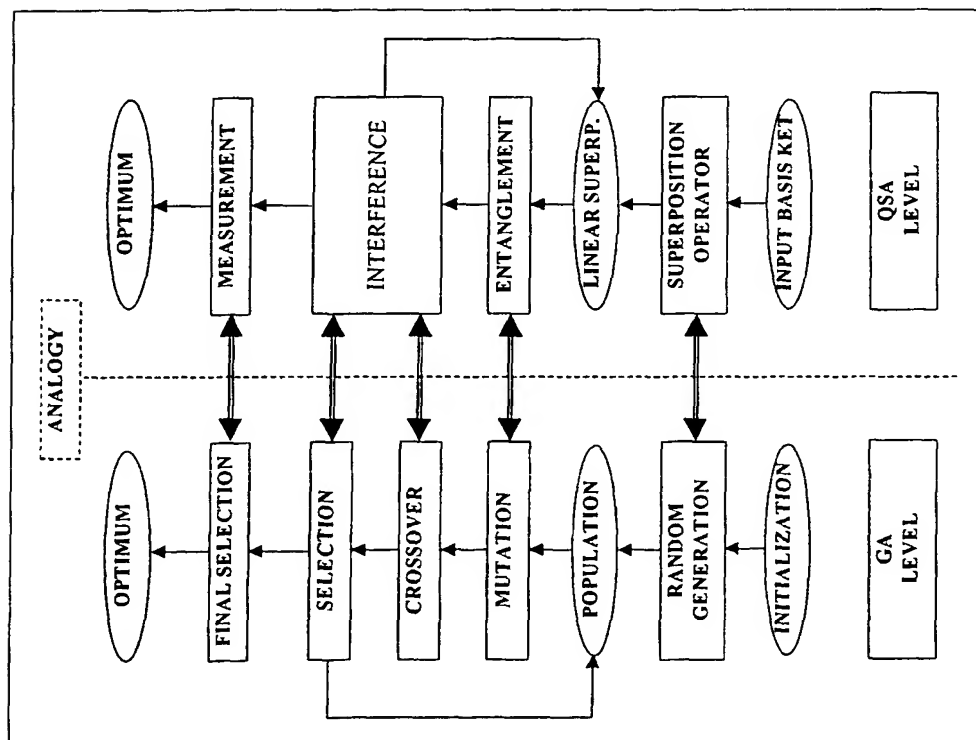 ANALOGY
OPTIMUM
FINAL SELECTION
SELECTION
CROSSOVER
MUTATION
POPULATION
RANDOM
GENERATION
INITIALIZATION
GA
LEVEL
OPTIMUM
MEASUREMENT
INTERFERENCE
ENTANGLEMENT
LINEAR SUPERP.
SUPERPOSITION
OPERATOR
INPUT BASIS KET
QSA
LEVEL